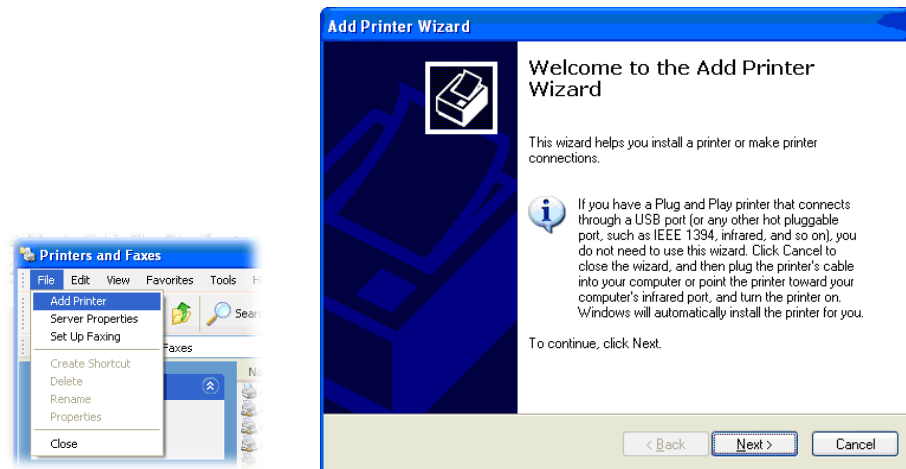 Printers and Faxes
File Edit View Favorites Tools
Add Printer
Server Properties
Sear
Set Up Faxing
Faxes
Create Shortcut
Delete
Rename
Properties
Close
Add Printer Wizard
Welcome to the Add Printer
Wizard
This wizard helps you install a printer or make printer
connections.
If you have a Plug and Play printer that connects
through a USB port (or any other hot pluggable
port, such as IEEE 1394, infrared, and so on), you
do not need to use this wizard. Click Cancel to
close the wizard, and then plug the printer's cable
into your computer or point the printer toward your
computer's infrared port, and turn the printer on.
Windows will automatically install the printer for you.
To continue, click Next.
< Back Next > Cancel